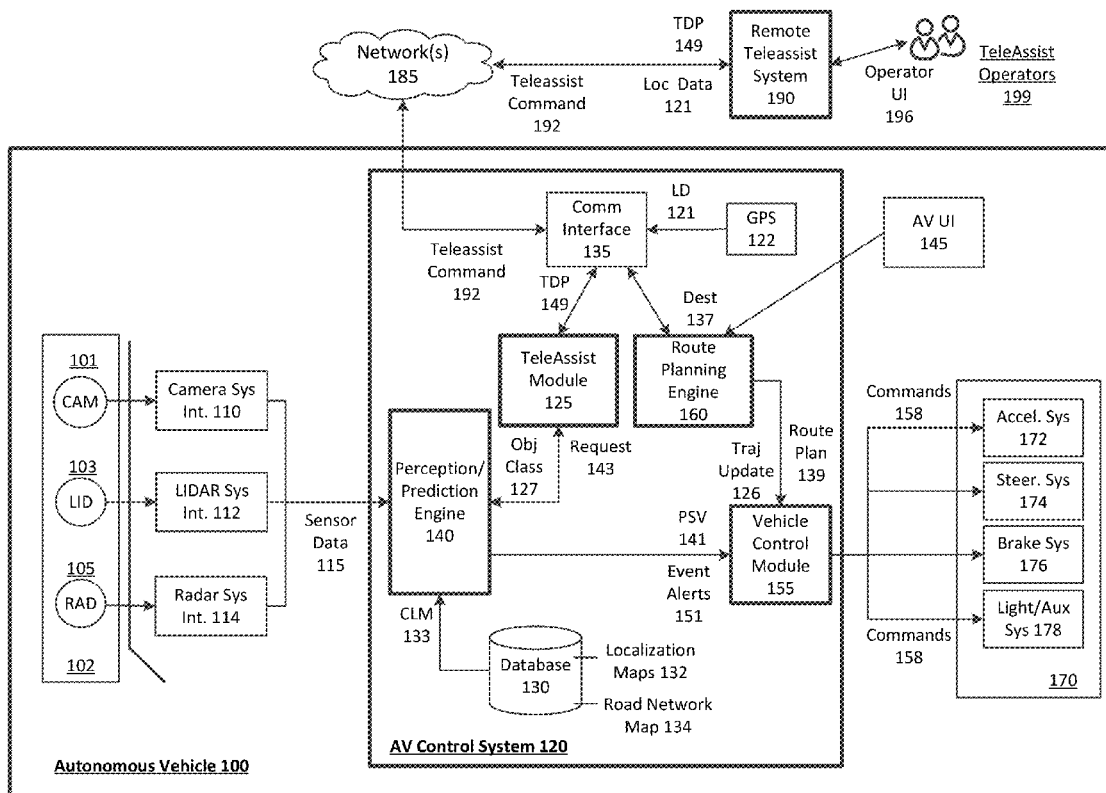 Network(s)
185
TDP
149
Teleassist
Command
192
Loc Data
121
Remote
Teleassist
System
190
Operator
UI
196
TeleAssist
Operators
199
Comm
Interface
135
LD
121
GPS
122
AV UI
145
Teleassist
Command
192
TDP
149
Dest
137
TeleAssist
Module
125
Route
Planning
Engine
160
101
CAM
103
LID
105
RAD
102
Camera Sys
Int. 110
LIDAR Sys
Int. 112
Radar Sys
Int. 114
Sensor
Data
115
Perception/
Prediction
Engine
140
Obj
Class
127
Request
143
Traj
Update
126
Route
Plan
139
PSV
141
Event
Alerts
151
Vehicle
Control
Module
155
CLM
133
Database
130
Localization
Maps 132
Road Network
Map 134
Commands
158
Accel. Sys
172
Steer. Sys
174
Brake Sys
176
Light/Aux
Sys 178
Commands
158
170
AV Control System 120
Autonomous Vehicle 100